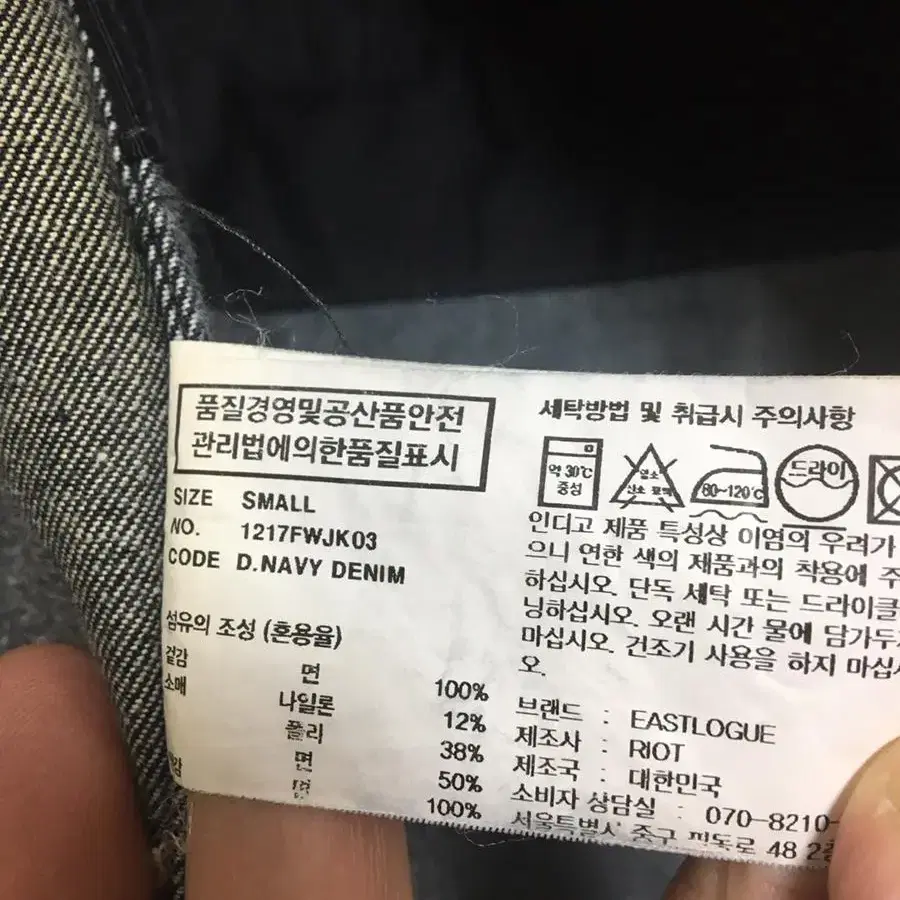 품질경영및공산품안전
관리법에의한품질표시
SIZE SMALL
NO. 1217FWJK03
CODE D.NAVY DENIM
섬유의 조성 (혼용율)
겉감 면 100%
소매 나일론 12%
폴리 38%
면 50%
면 100%
세탁방법 및 취급시 주의사항
약 30℃
중성
염소
산소 표백
80~120℃
드라이
인디고 제품 특성상 이염의 우려가
으니 연한 색의 제품과의 착용에 주
하십시오. 단독 세탁 또는 드라이클
닝하십시오. 오랜 시간 물에 담가두
마십시오. 건조기 사용을 하지 마십
오.
브랜드 : EASTLOGUE
제조사 : RIOT
제조국 : 대한민국
소비자 상담실 : 070-8210-
서울특별시 중구 퇴동로 48 2층